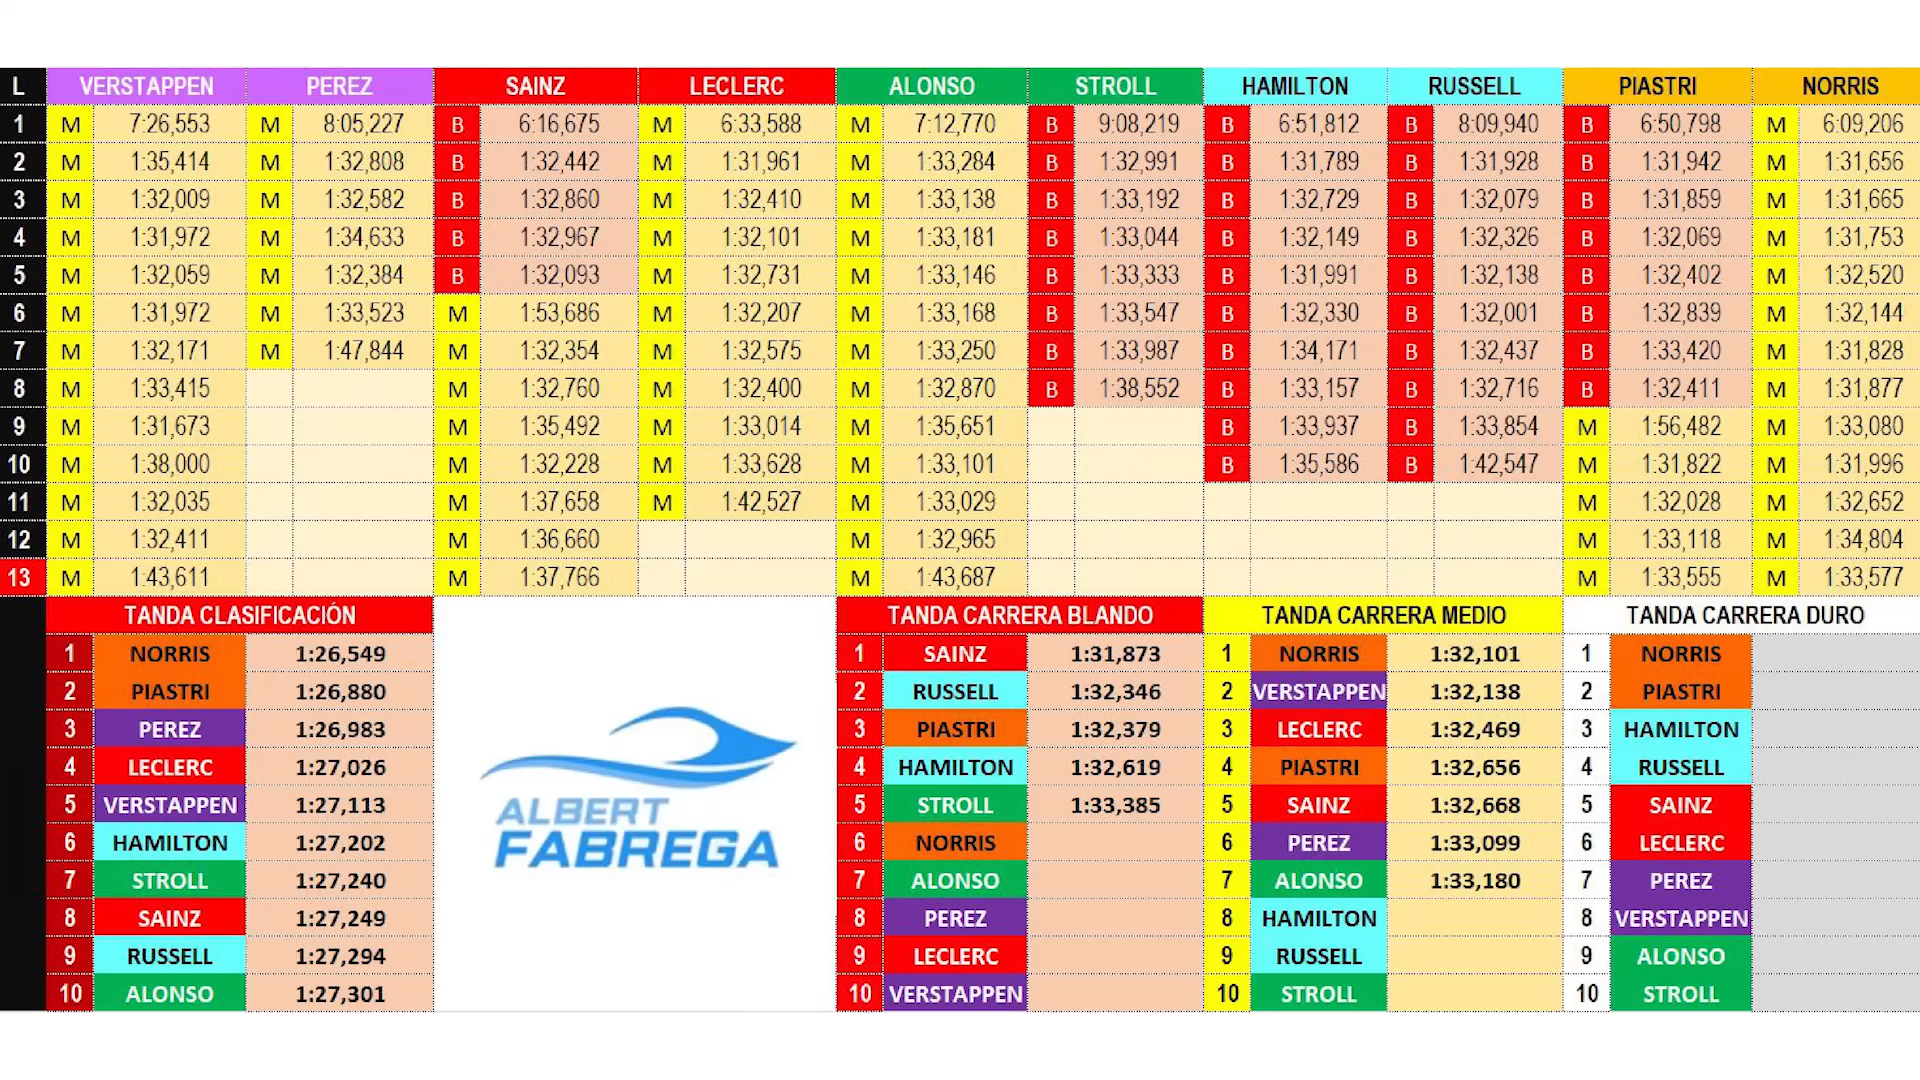 L VERSTAPPEN PEREZ SAINZ LECLERC ALONSO STROLL HAMILTON RUSSELL PIASTRI NORRIS
1 M 7:26,553 M 8:05,227 B 6:16,675 M 6:33,588 M 7:12,770 B 9:08,219 B 6:51,812 B 8:09,940 B 6:50,798 M 6:09,206
2 M 1:35,414 M 1:32,808 B 1:32,442 M 1:31,961 M 1:33,284 B 1:32,991 B 1:31,789 B 1:31,928 B 1:31,942 M 1:31,656
3 M 1:32,009 M 1:32,582 B 1:32,860 M 1:32,410 M 1:33,138 B 1:33,192 B 1:32,729 B 1:32,079 B 1:31,859 M 1:31,665
4 M 1:31,972 M 1:34,633 B 1:32,967 M 1:32,101 M 1:33,181 B 1:33,044 B 1:32,149 B 1:32,326 B 1:32,069 M 1:31,753
5 M 1:32,059 M 1:32,384 B 1:32,093 M 1:32,731 M 1:33,146 B 1:33,333 B 1:31,991 B 1:32,138 B 1:32,402 M 1:32,520
6 M 1:31,972 M 1:33,523 M 1:53,686 M 1:32,207 M 1:33,168 B 1:33,547 B 1:32,330 B 1:32,001 B 1:32,839 M 1:32,144
7 M 1:32,171 M 1:47,844 M 1:32,354 M 1:32,575 M 1:33,250 B 1:33,987 B 1:34,171 B 1:32,437 B 1:33,420 M 1:31,828
8 M 1:33,415 M 1:32,760 M 1:32,400 M 1:32,870 B 1:38,552 B 1:33,157 B 1:32,716 B 1:32,411 M 1:31,877
9 M 1:31,673 M 1:35,492 M 1:33,014 M 1:35,651 B 1:33,937 B 1:33,854 M 1:56,482 M 1:33,080
10 M 1:38,000 M 1:32,228 M 1:33,628 M 1:33,101 B 1:35,586 B 1:42,547 M 1:31,822 M 1:31,996
11 M 1:32,035 M 1:37,658 M 1:42,527 M 1:33,029 M 1:32,028 M 1:32,652
12 M 1:32,411 M 1:36,660 M 1:32,965 M 1:33,118 M 1:34,804
13 M 1:43,611 M 1:37,766 M 1:43,687 M 1:33,555 M 1:33,577
TANDA CLASIFICACIÓN
1 NORRIS 1:26,549
2 PIASTRI 1:26,880
3 PEREZ 1:26,983
4 LECLERC 1:27,026
5 VERSTAPPEN 1:27,113
6 HAMILTON 1:27,202
7 STROLL 1:27,240
8 SAINZ 1:27,249
9 RUSSELL 1:27,294
10 ALONSO 1:27,301
ALBERT
FABREGA
TANDA CARRERA BLANDO
1 SAINZ 1:31,873
2 RUSSELL 1:32,346
3 PIASTRI 1:32,379
4 HAMILTON 1:32,619
5 STROLL 1:33,385
6 NORRIS
7 ALONSO
8 PEREZ
9 LECLERC
10 VERSTAPPEN
TANDA CARRERA MEDIO
1 NORRIS 1:32,101
2 VERSTAPPEN 1:32,138
3 LECLERC 1:32,469
4 PIASTRI 1:32,656
5 SAINZ 1:32,668
6 PEREZ 1:33,099
7 ALONSO 1:33,180
8 HAMILTON
9 RUSSELL
10 STROLL
TANDA CARRERA DURO
1 NORRIS
2 PIASTRI
3 HAMILTON
4 RUSSELL
5 SAINZ
6 LECLERC
7 PEREZ
8 VERSTAPPEN
9 ALONSO
10 STROLL